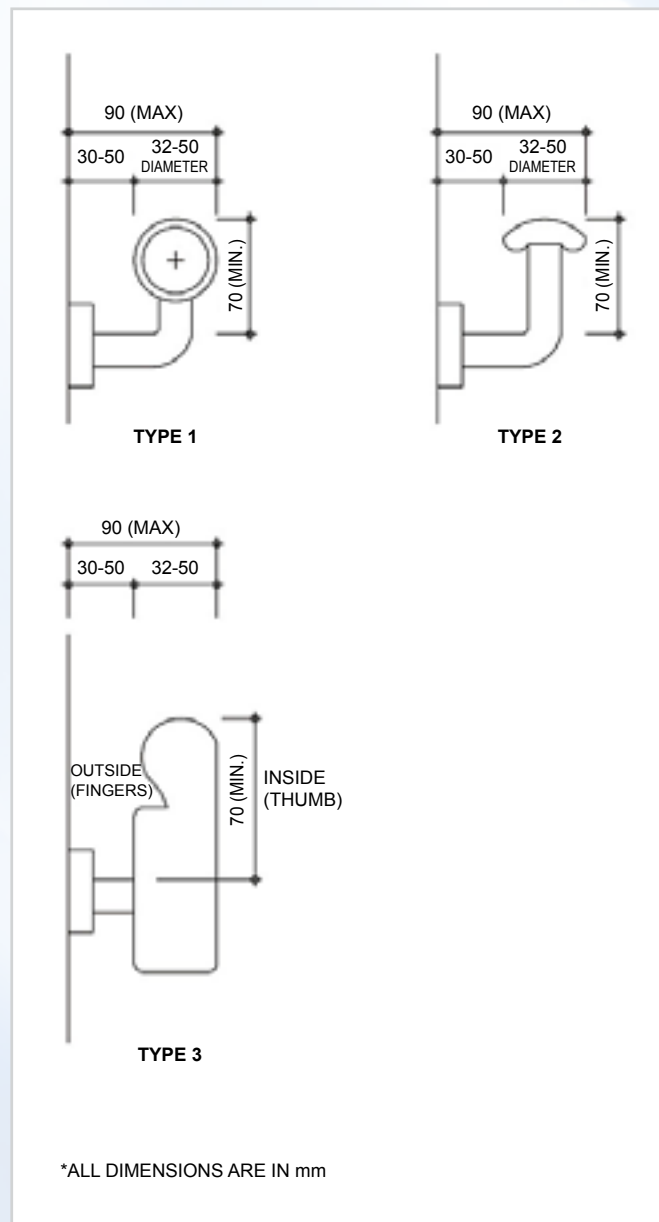 90 (MAX)
30-50
32-50
DIAMETER
70 (MIN.)
TYPE 1
90 (MAX)
30-50
32-50
DIAMETER
70 (MIN.)
TYPE 2
90 (MAX)
30-50
32-50
OUTSIDE
(FINGERS)
70 (MIN.)
INSIDE
(THUMB)
TYPE 3
*ALL DIMENSIONS ARE IN mm